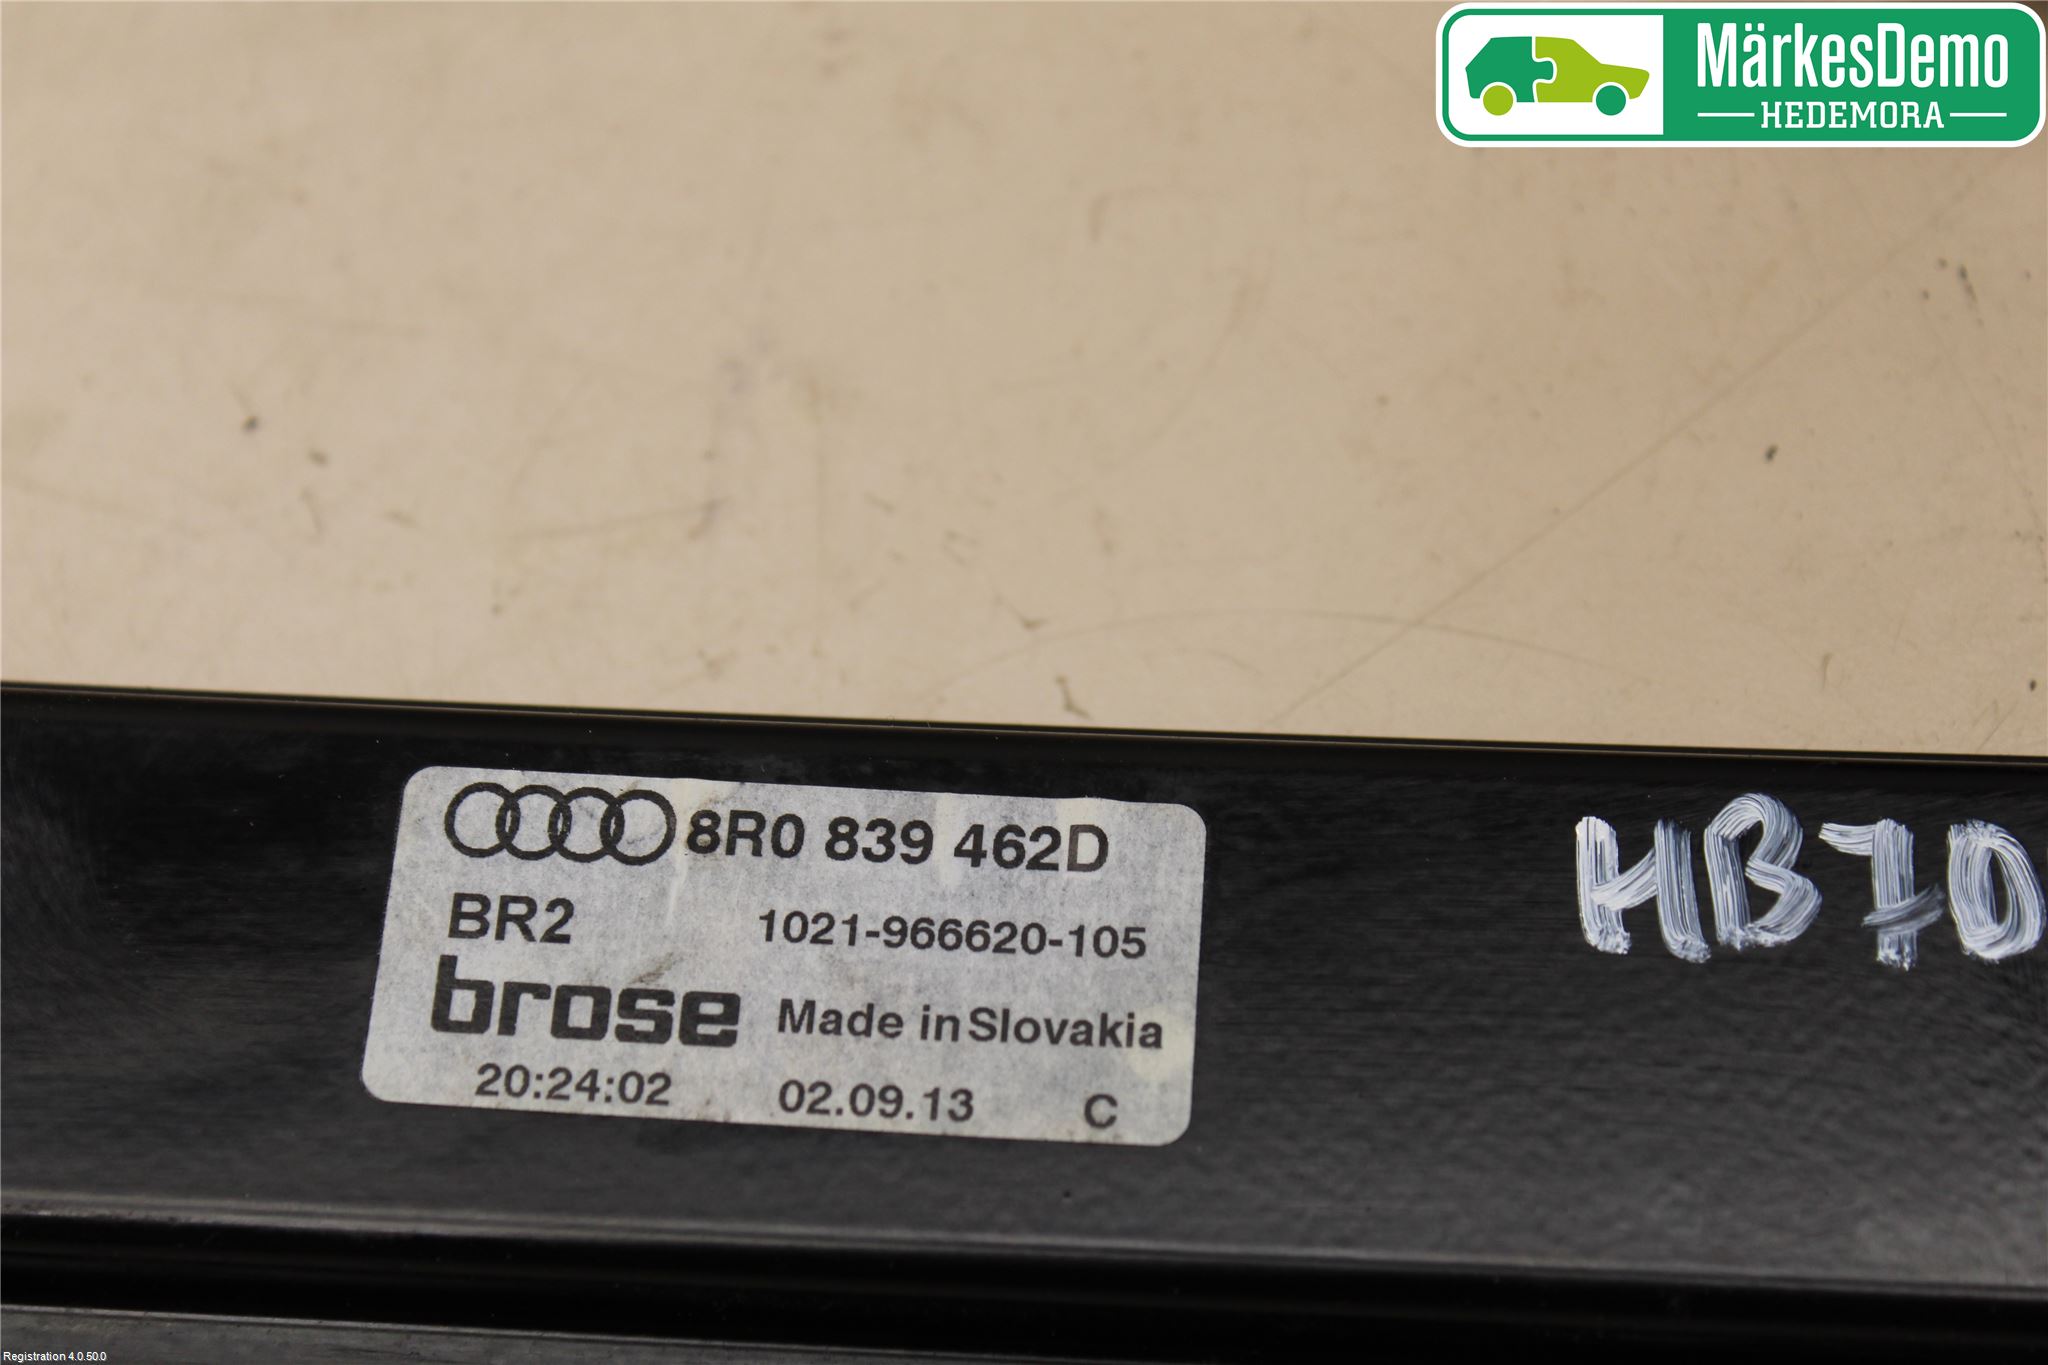 MärkesDemo
HEDEMORA
8R0 839 462D
BR2 1021-966620-105
brose Made in Slovakia
20:24:02 02.09.13 C
HB70
Registration 4.0.50.0